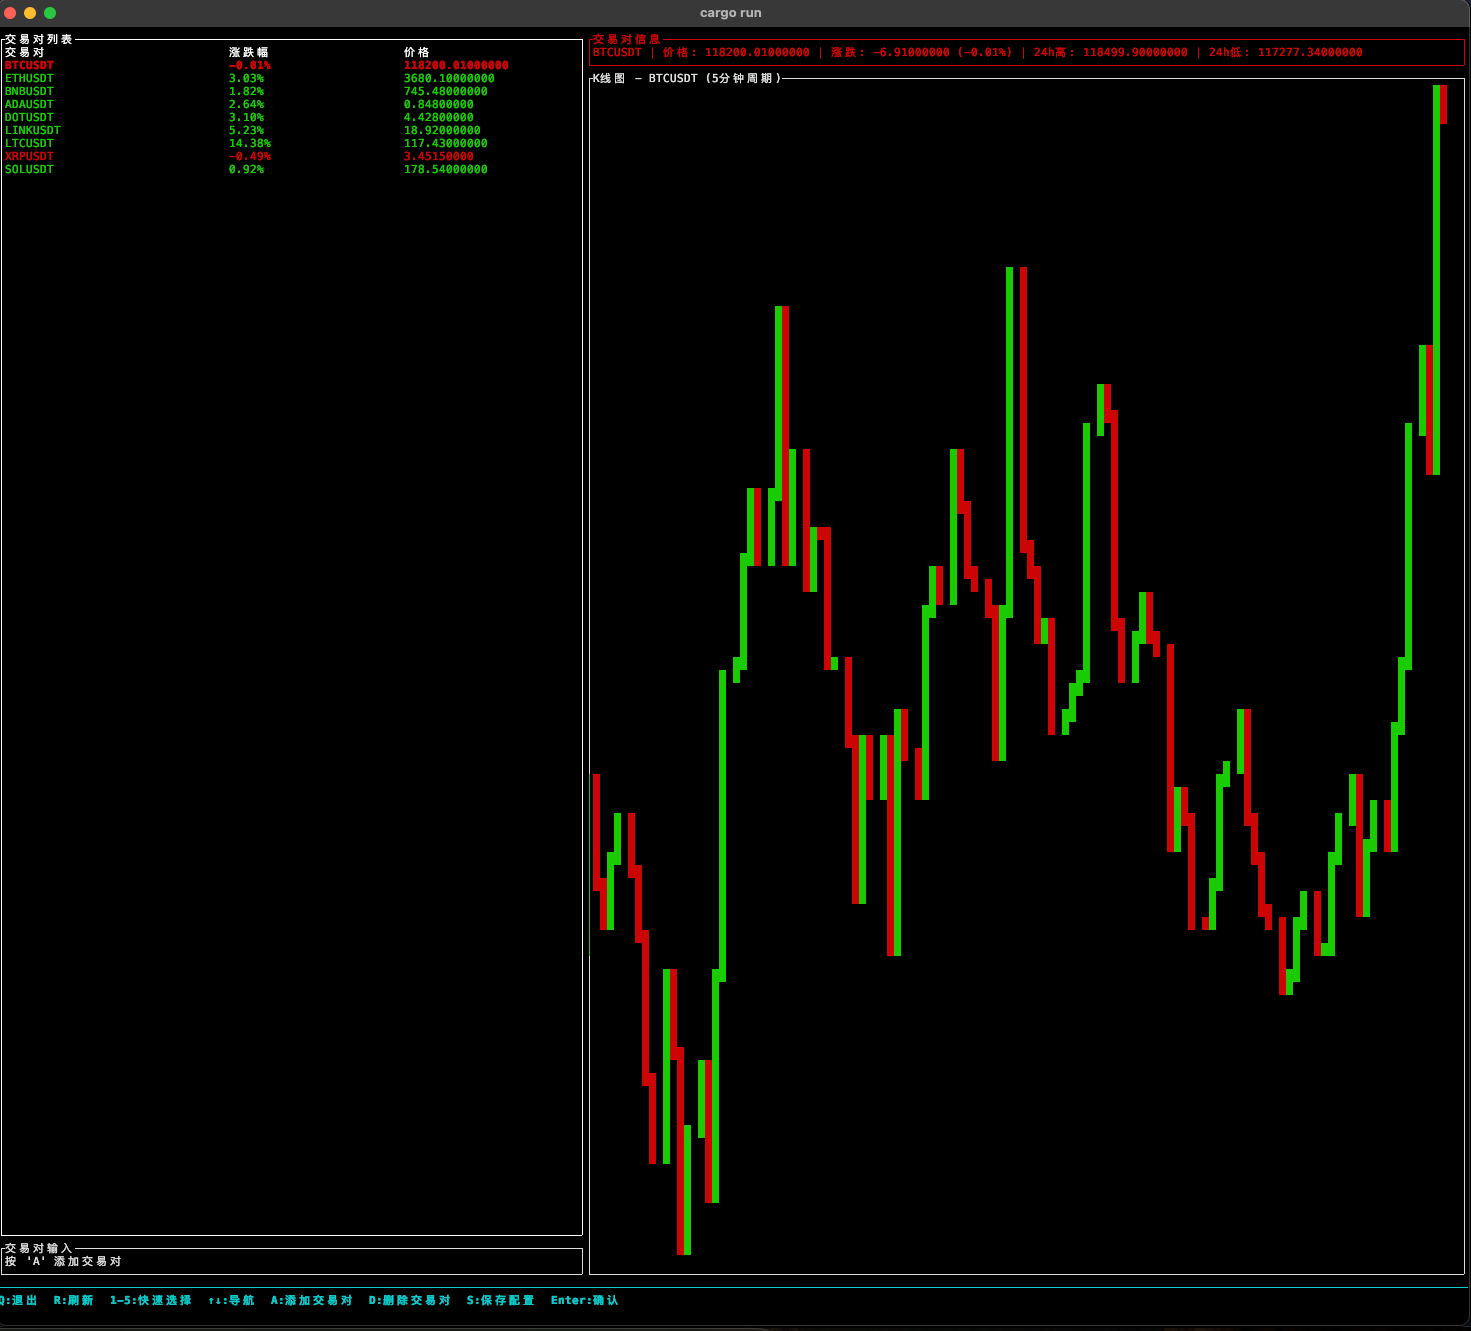 cargo run
交易对列表
交易对 涨跌幅 价格
BTCUSDT -0.01% 118200.01000000
ETHUSDT 3.03% 3680.10000000
BNBUSDT 1.82% 745.48000000
ADAUSDT 2.64% 0.84800000
DOTUSDT 3.10% 4.42800000
LINKUSDT 5.23% 18.92000000
LTCUSDT 14.38% 117.43000000
XRPUSDT -0.49% 3.45150000
SOLUSDT 0.92% 178.54000000
交易对输入
按 'A' 添加交易对
交易对信息
BTCUSDT | 价格: 118200.01000000 | 涨跌: -6.91000000 (-0.01%) | 24h高: 118499.90000000 | 24h低: 117277.34000000
K线图 - BTCUSDT (5分钟周期)
Q:退出 R:刷新 1-5:快速选择 ↑↓:导航 A:添加交易对 D:删除交易对 S:保存配置 Enter:确认